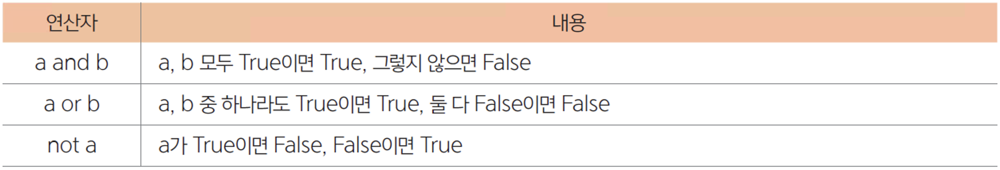 연산자 내용
a and b a, b 모두 True이면 True, 그렇지 않으면 False
a or b a, b 중 하나라도 True이면 True, 둘 다 False이면 False
not a a가 True이면 False, False이면 True